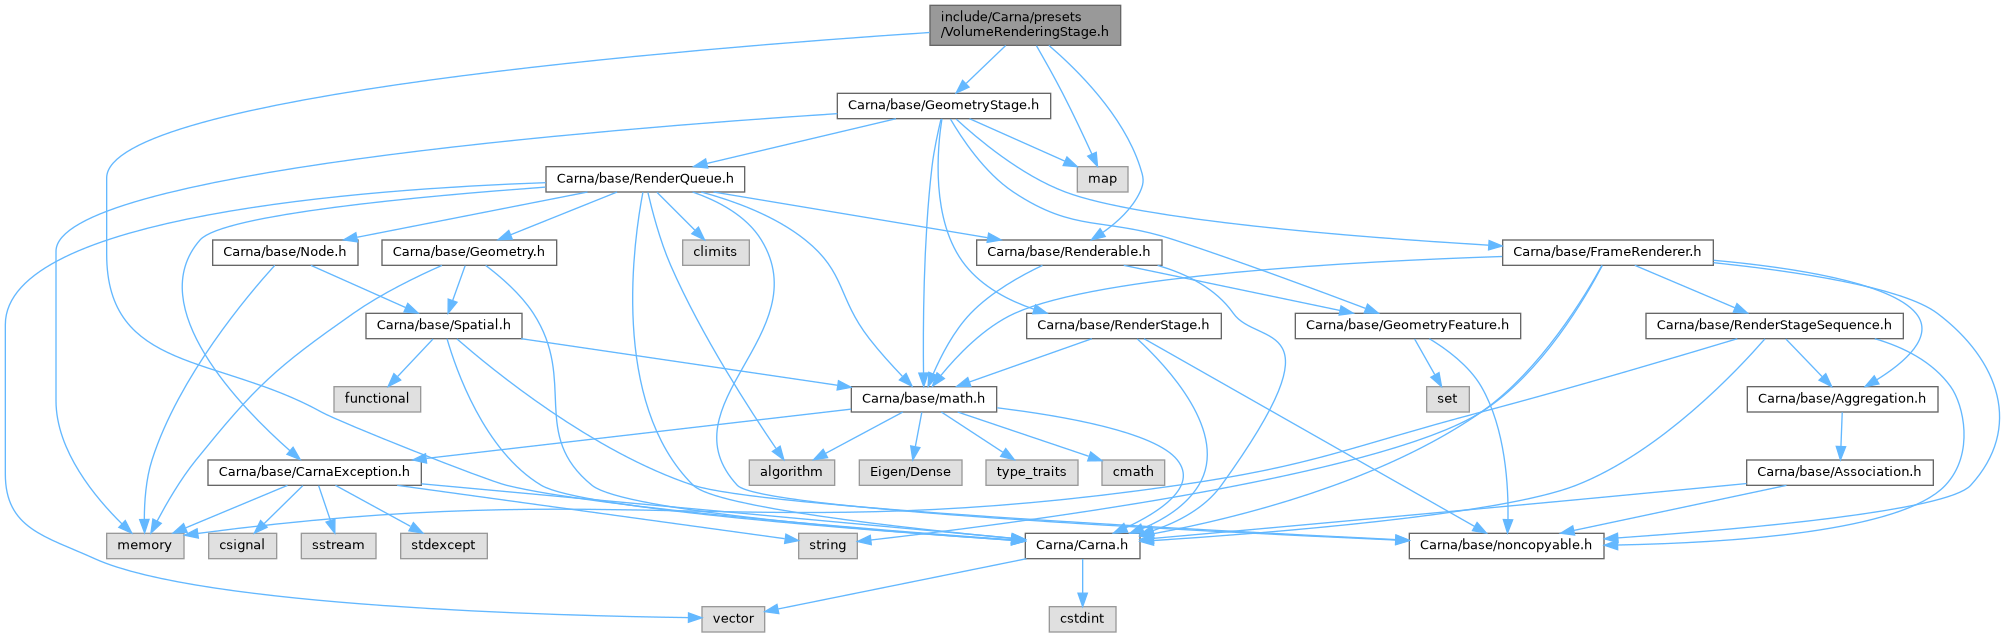 include/Carna/presets
/VolumeRenderingStage.h
Carna/base/GeometryStage.h
Carna/base/RenderQueue.h
map
Carna/base/Node.h
Carna/base/Geometry.h
climits
Carna/base/Renderable.h
Carna/base/FrameRenderer.h
Carna/base/Spatial.h
Carna/base/RenderStage.h
Carna/base/GeometryFeature.h
Carna/base/RenderStageSequence.h
functional
Carna/base/math.h
set
Carna/base/Aggregation.h
Carna/base/CarnaException.h
algorithm
Eigen/Dense
type_traits
cmath
Carna/base/Association.h
memory
csignal
sstream
stdexcept
string
Carna/Carna.h
Carna/base/noncopyable.h
vector
cstdint